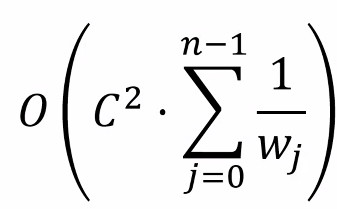 O(C² · ∑_{j=0}^{n−1} 1/w_j)